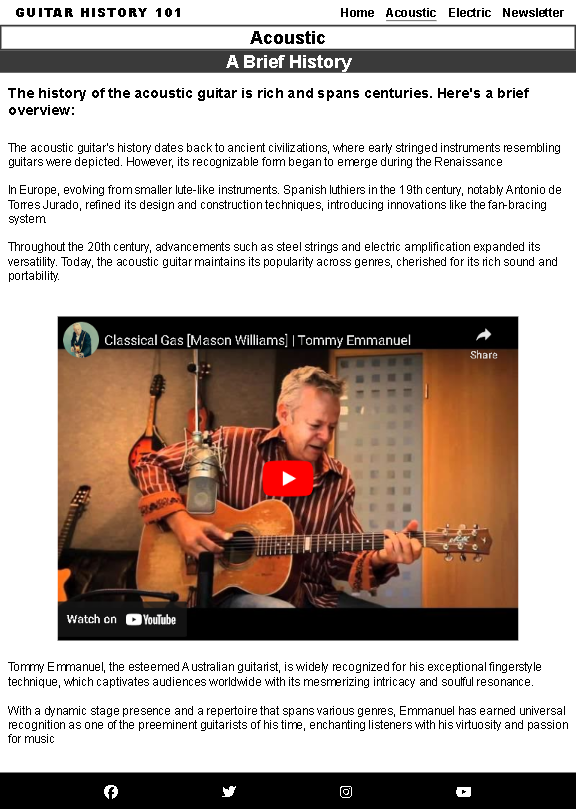 GUITAR HISTORY 101
Home Acoustic Electric Newsletter
Acoustic
A Brief History
The history of the acoustic guitar is rich and spans centuries. Here's a brief
overview:
The acoustic guitar's history dates back to ancient civilizations, where early stringed instruments resembling
guitars were depicted. However, its recognizable form began to emerge during the Renaissance
In Europe, evolving from smaller lute-like instruments. Spanish luthiers in the 19th century, notably Antonio de
Torres Jurado, refined its design and construction techniques, introducing innovations like the fan-bracing
system.
Throughout the 20th century, advancements such as steel strings and electric amplification expanded its
versatility. Today, the acoustic guitar maintains its popularity across genres, cherished for its rich sound and
portability.
Classical Gas [Mason Williams] | Tommy Emmanuel
Share
Watch on YouTube
Tommy Emmanuel, the esteemed Australian guitarist, is widely recognized for his exceptional fingerstyle
technique, which captivates audiences worldwide with its mesmerizing intricacy and soulful resonance.
With a dynamic stage presence and a repertoire that spans various genres, Emmanuel has earned universal
recognition as one of the preeminent guitarists of his time, enchanting listeners with his virtuosity and passion
for music